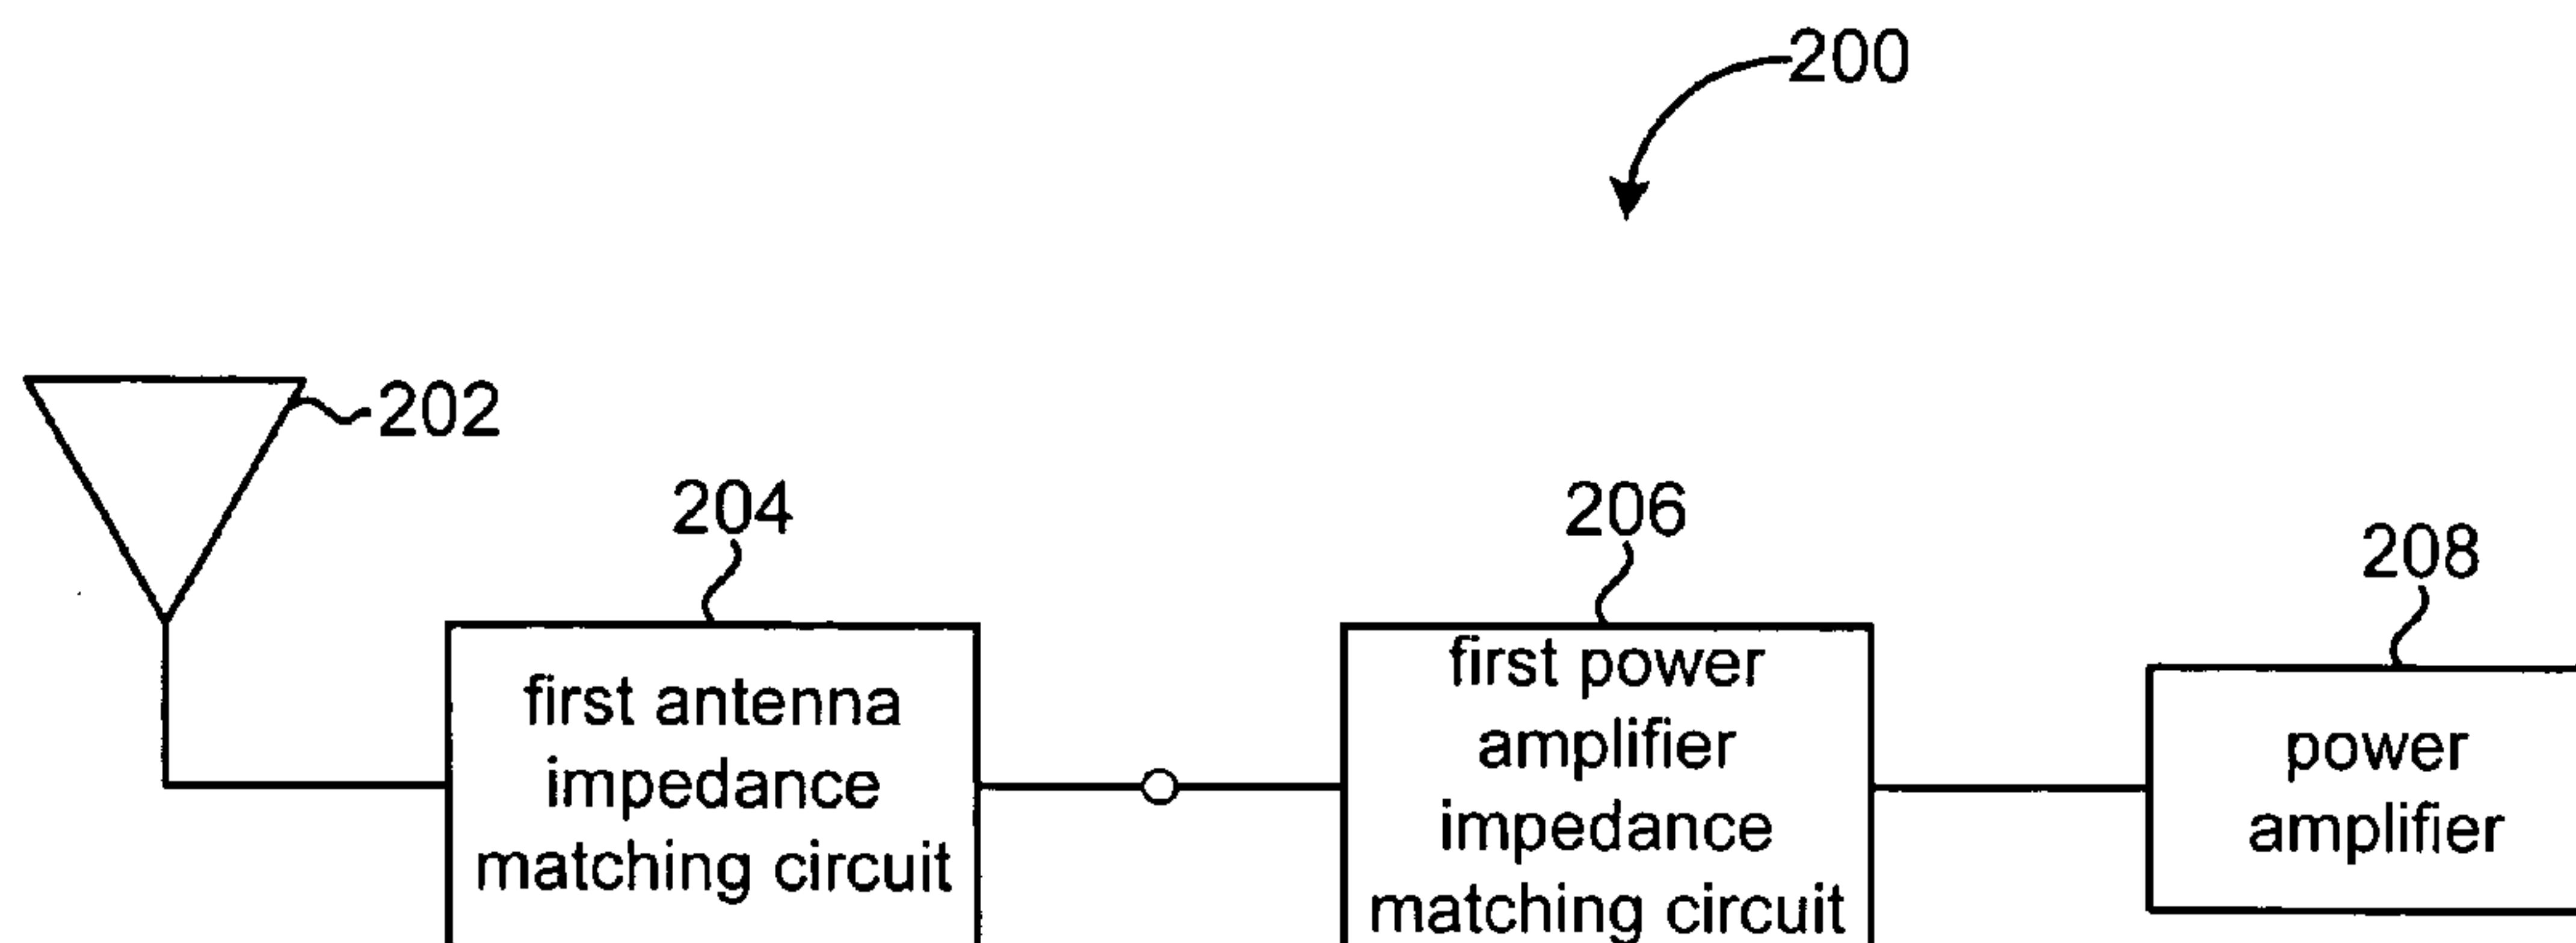 200
202
204
206
208
first antenna
impedance
matching circuit
first power
amplifier
impedance
matching circuit
power
amplifier